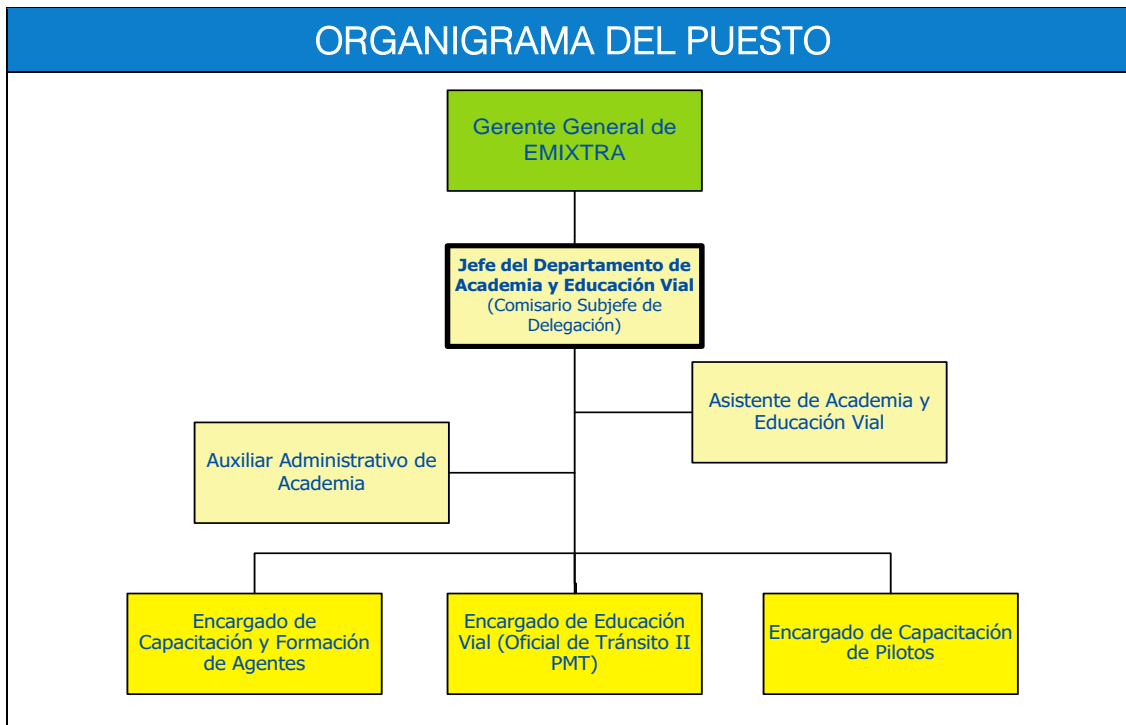 ORGANIGRAMA DEL PUESTO
Gerente General de
EMIXTRA
Jefe del Departamento de
Academia y Educación Vial
(Comisario Subjefe de
Delegación)
Asistente de Academia y
Educación Vial
Auxiliar Administrativo de
Academia
Encargado de
Capacitación y Formación
de Agentes
Encargado de Educación
Vial (Oficial de Tránsito II
PMT)
Encargado de Capacitación
de Pilotos